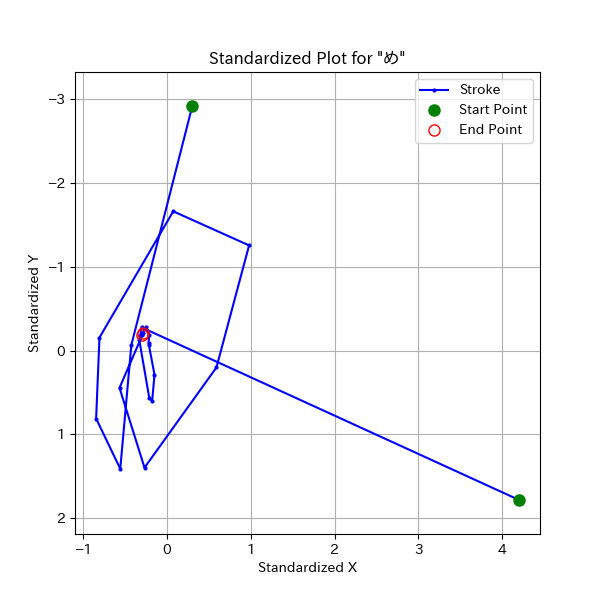 Standardized Plot for "め"
Stroke
Start Point
End Point
Standardized Y
−3
−2
−1
0
1
2
−1 0 1 2 3 4
Standardized X